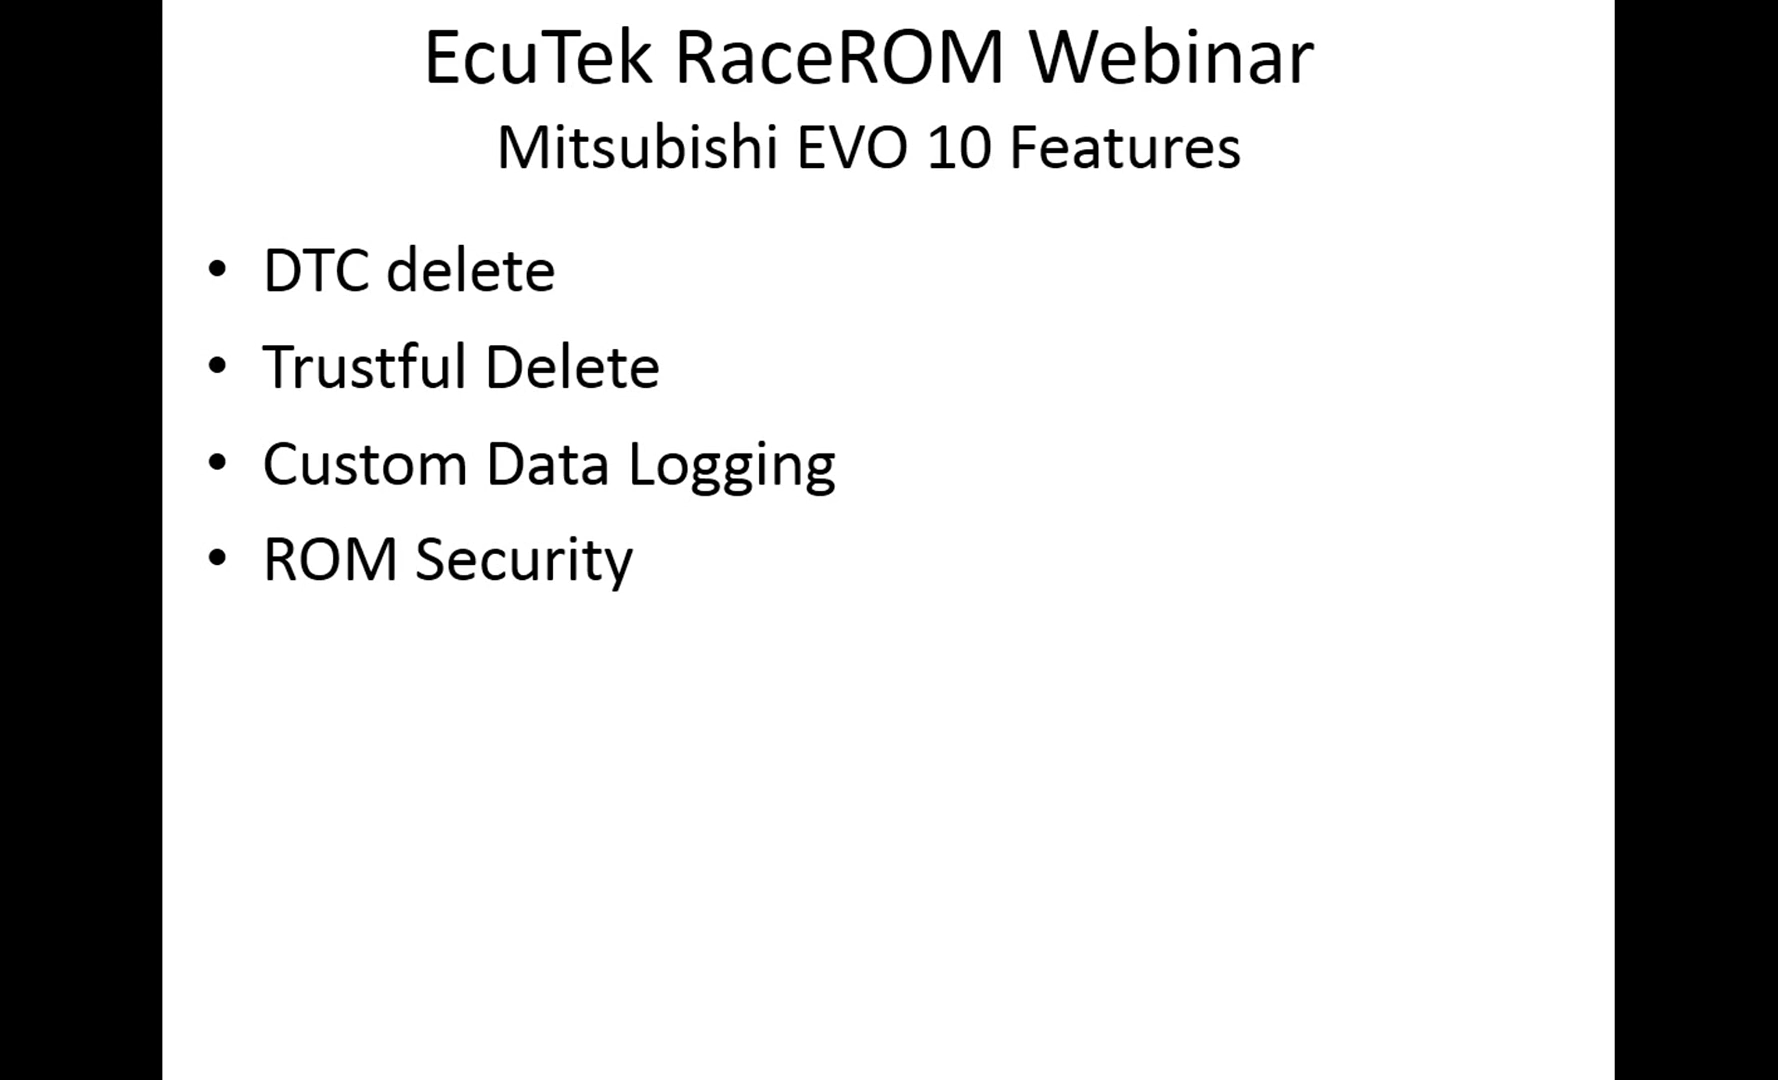 EcuTek RaceROM Webinar
Mitsubishi EVO 10 Features
• DTC delete
• Trustful Delete
• Custom Data Logging
• ROM Security